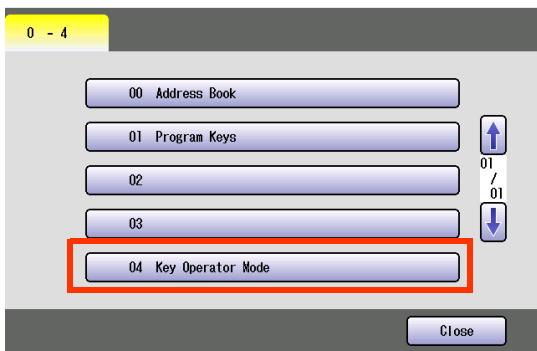 0 - 4
00 Address Book
01 Program Keys
02
03
04 Key Operator Mode
01
/
01
Close